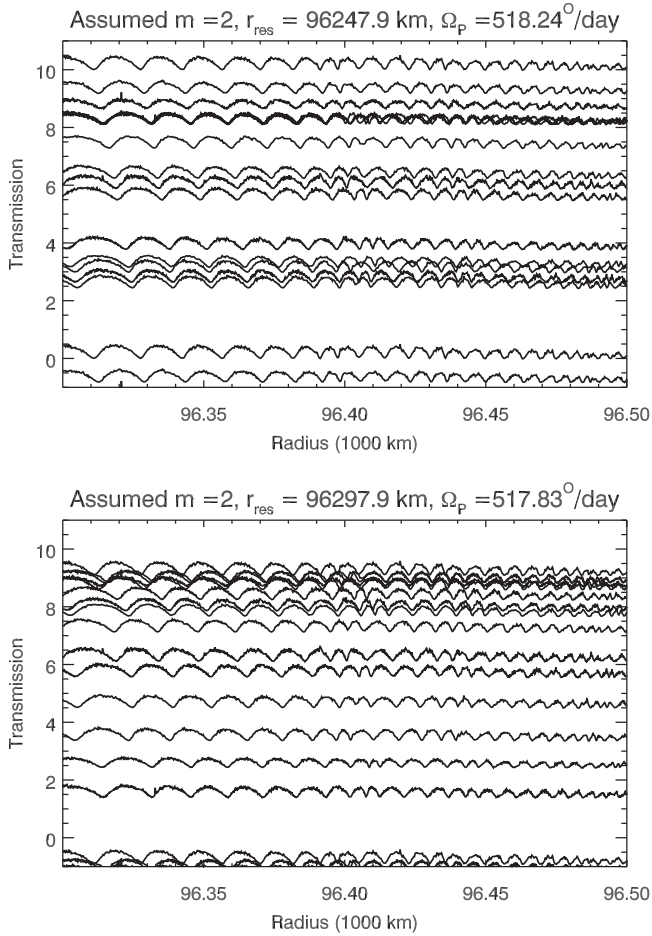 Assumed m =2, r_res = 96247.9 km, Ω_P =518.24°/day
10
8
6
4
2
0
Transmission
96.35 96.40 96.45 96.50
Radius (1000 km)
Assumed m =2, r_res = 96297.9 km, Ω_P =517.83°/day
10
8
6
4
2
0
Transmission
96.35 96.40 96.45 96.50
Radius (1000 km)